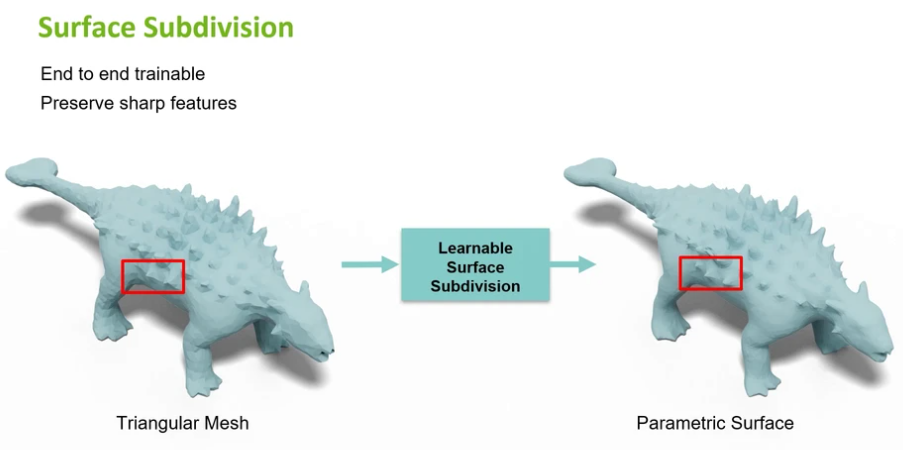 Surface Subdivision
End to end trainable
Preserve sharp features
Learnable
Surface
Subdivision
Triangular Mesh
Parametric Surface